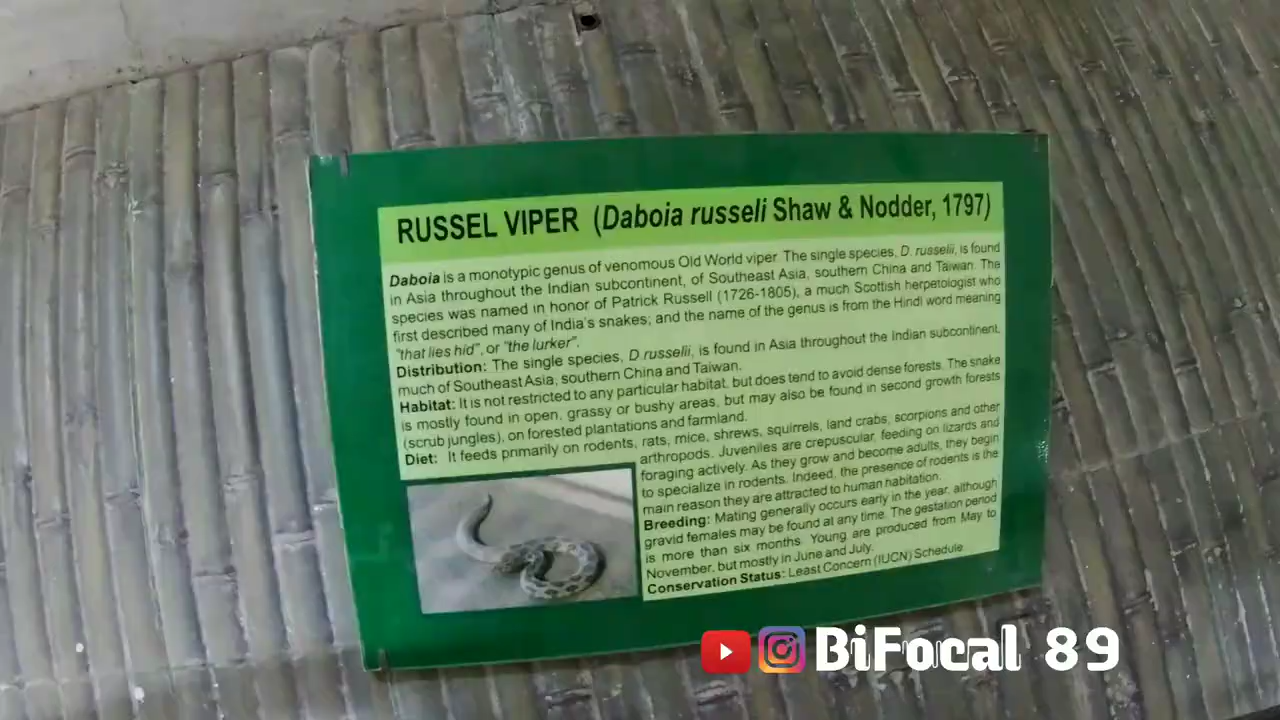 RUSSEL VIPER (Daboia russeli Shaw & Nodder, 1797)
Daboia is a monotypic genus of venomous Old World viper. The single species, D. russelii, is found
in Asia throughout the Indian subcontinent, of Southeast Asia, southern China and Taiwan. The
species was named in honor of Patrick Russell (1726-1805), a much Scottish herpetologist who
first described many of India's snakes; and the name of the genus is from the Hindi word meaning
"that lies hid", or "the lurker".
Distribution: The single species, D.russelii, is found in Asia throughout the Indian subcontinent,
much of Southeast Asia, southern China and Taiwan.
Habitat: It is not restricted to any particular habitat, but does tend to avoid dense forests. The snake
is mostly found in open, grassy or bushy areas, but may also be found in second growth forests
(scrub jungles), on forested plantations and farmland.
Diet: It feeds primarily on rodents, rats, mice, shrews, squirrels, land crabs, scorpions and other
arthropods. Juveniles are crepuscular, feeding on lizards and
foraging actively. As they grow and become adults, they begin
to specialize in rodents. Indeed, the presence of rodents is the
main reason they are attracted to human habitation.
Breeding: Mating generally occurs early in the year, although
gravid females may be found at any time. The gestation period
is more than six months. Young are produced from May to
November, but mostly in June and July.
Conservation Status: Least Concern (IUCN) Schedule
BiFocal 89